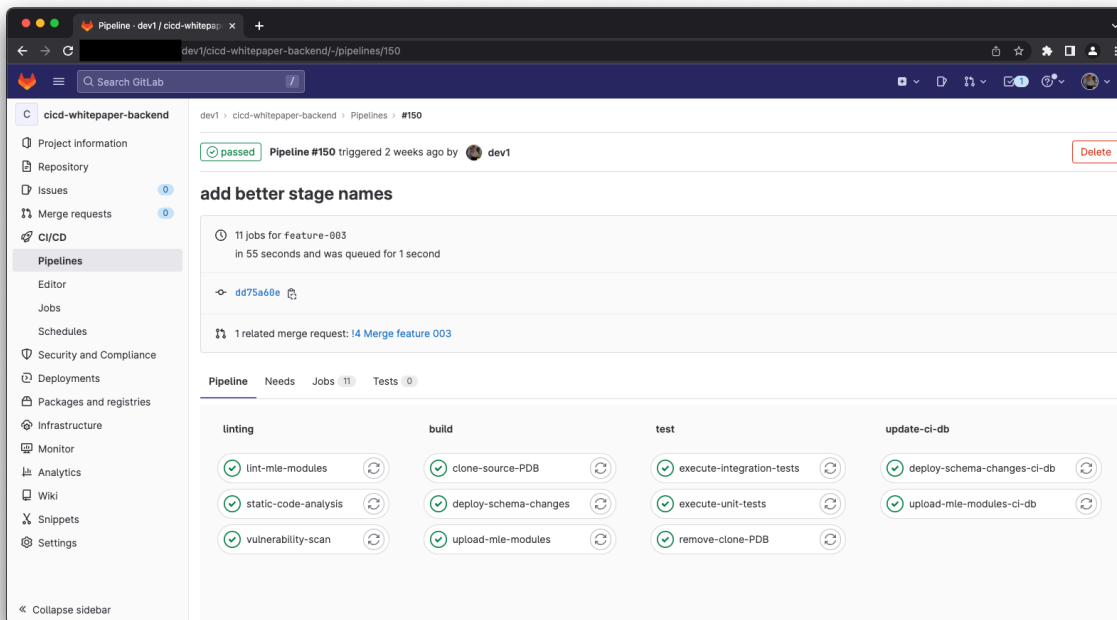 Pipeline · dev1 / cicd-whitepap
dev1/cicd-whitepaper-backend/-/pipelines/150
Search GitLab /
1
C cicd-whitepaper-backend
Project information
Repository
Issues 0
Merge requests 0
CI/CD
Pipelines
Editor
Jobs
Schedules
Security and Compliance
Deployments
Packages and registries
Infrastructure
Monitor
Analytics
Wiki
Snippets
Settings
Collapse sidebar
dev1 > cicd-whitepaper-backend > Pipelines > #150
passed Pipeline #150 triggered 2 weeks ago by dev1
Delete
add better stage names
11 jobs for feature-003
in 55 seconds and was queued for 1 second
dd75a60e
1 related merge request: !4 Merge feature 003
Pipeline Needs Jobs 11 Tests 0
linting
lint-mle-modules
static-code-analysis
vulnerability-scan
build
clone-source-PDB
deploy-schema-changes
upload-mle-modules
test
execute-integration-tests
execute-unit-tests
remove-clone-PDB
update-ci-db
deploy-schema-changes-ci-db
upload-mle-modules-ci-db